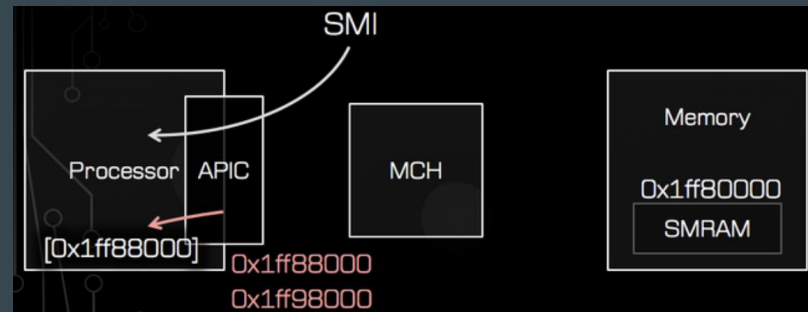 SMI
Processor
APIC
[0x1ff88000]
0x1ff88000
0x1ff98000
MCH
Memory
0x1ff80000
SMRAM